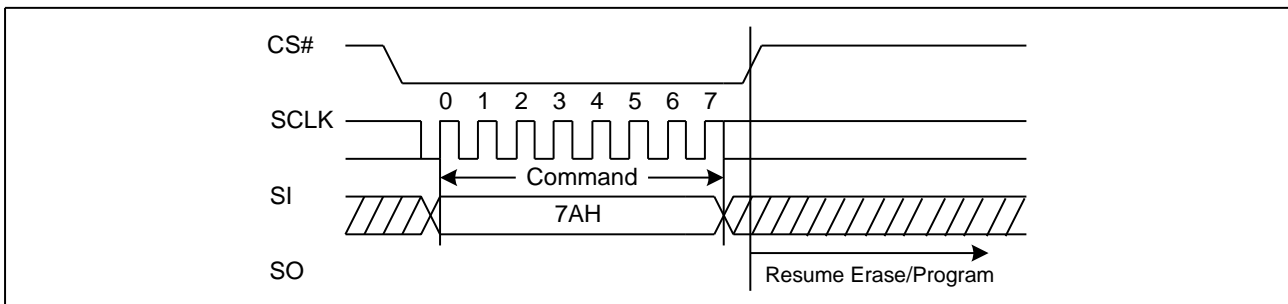 CS#
0 1 2 3 4 5 6 7
SCLK
Command
SI
7AH
SO
Resume Erase/Program